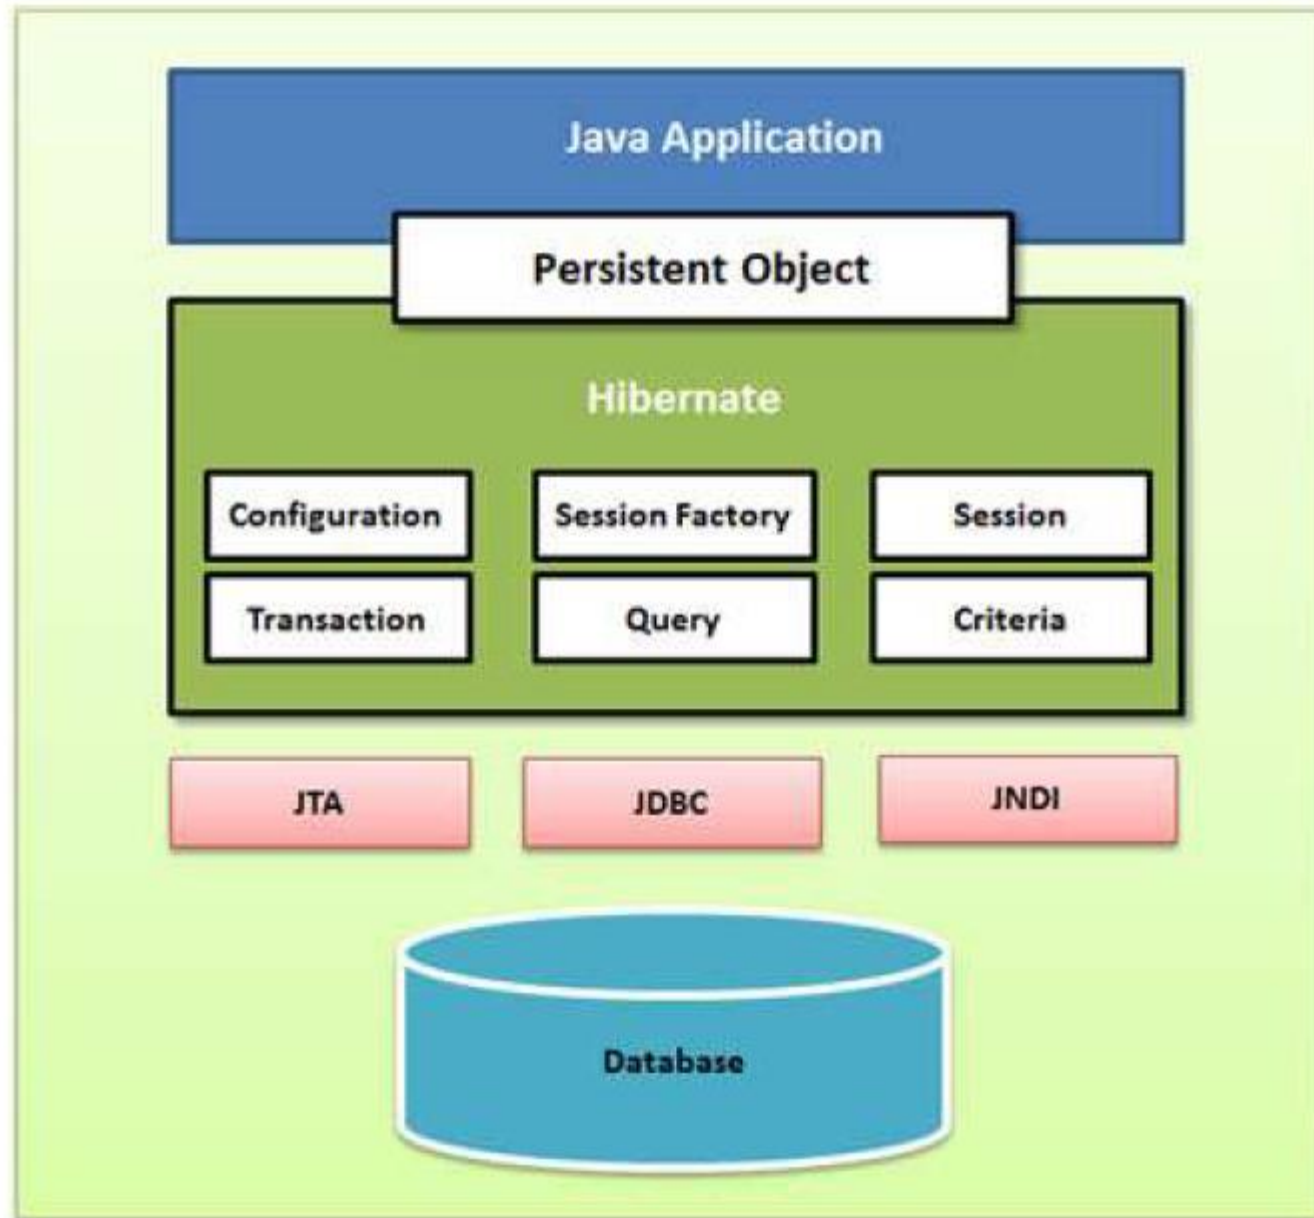 Java Application
Persistent Object
Hibernate
Configuration
Session Factory
Session
Transaction
Query
Criteria
JTA
JDBC
JNDI
Database